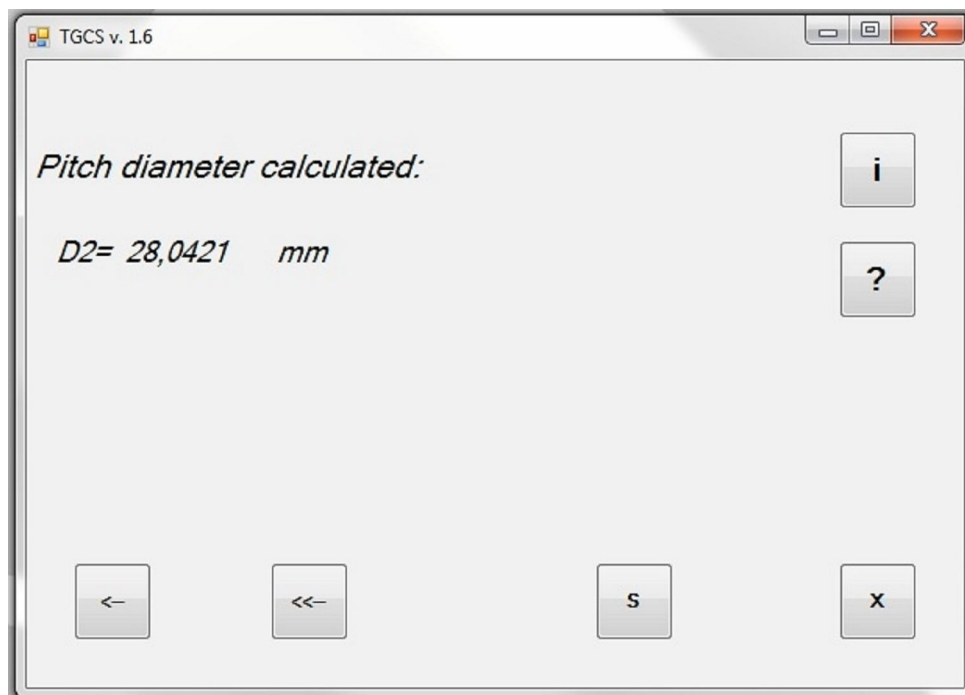 TGCS v. 1.6
Pitch diameter calculated:
i
D2= 28,0421 mm
?
<– <<– s x